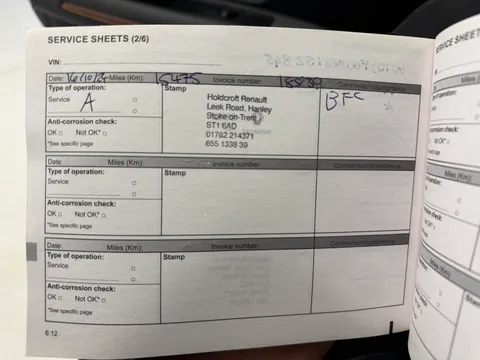 SERVICE SHEETS (2/6)
VIN:
Date: 16/10/24 Miles (Km): 15475 Invoice number:
Type of operation:
Service A
Anti-corrosion check:
OK □ Not OK* □
*See specific page
Stamp
Holdcroft Renault
Leek Road, Hanley
Stoke-on-Trent
ST1 6AD
01782 214371
655 1338 39
BFC
Date: Miles (Km): Invoice number:
Type of operation:
Service
Anti-corrosion check:
OK □ Not OK* □
*See specific page
Stamp
Date: Miles (Km): Invoice number:
Type of operation:
Service
Anti-corrosion check:
OK □ Not OK* □
*See specific page
Stamp
6.12
SERVICE SHEETS